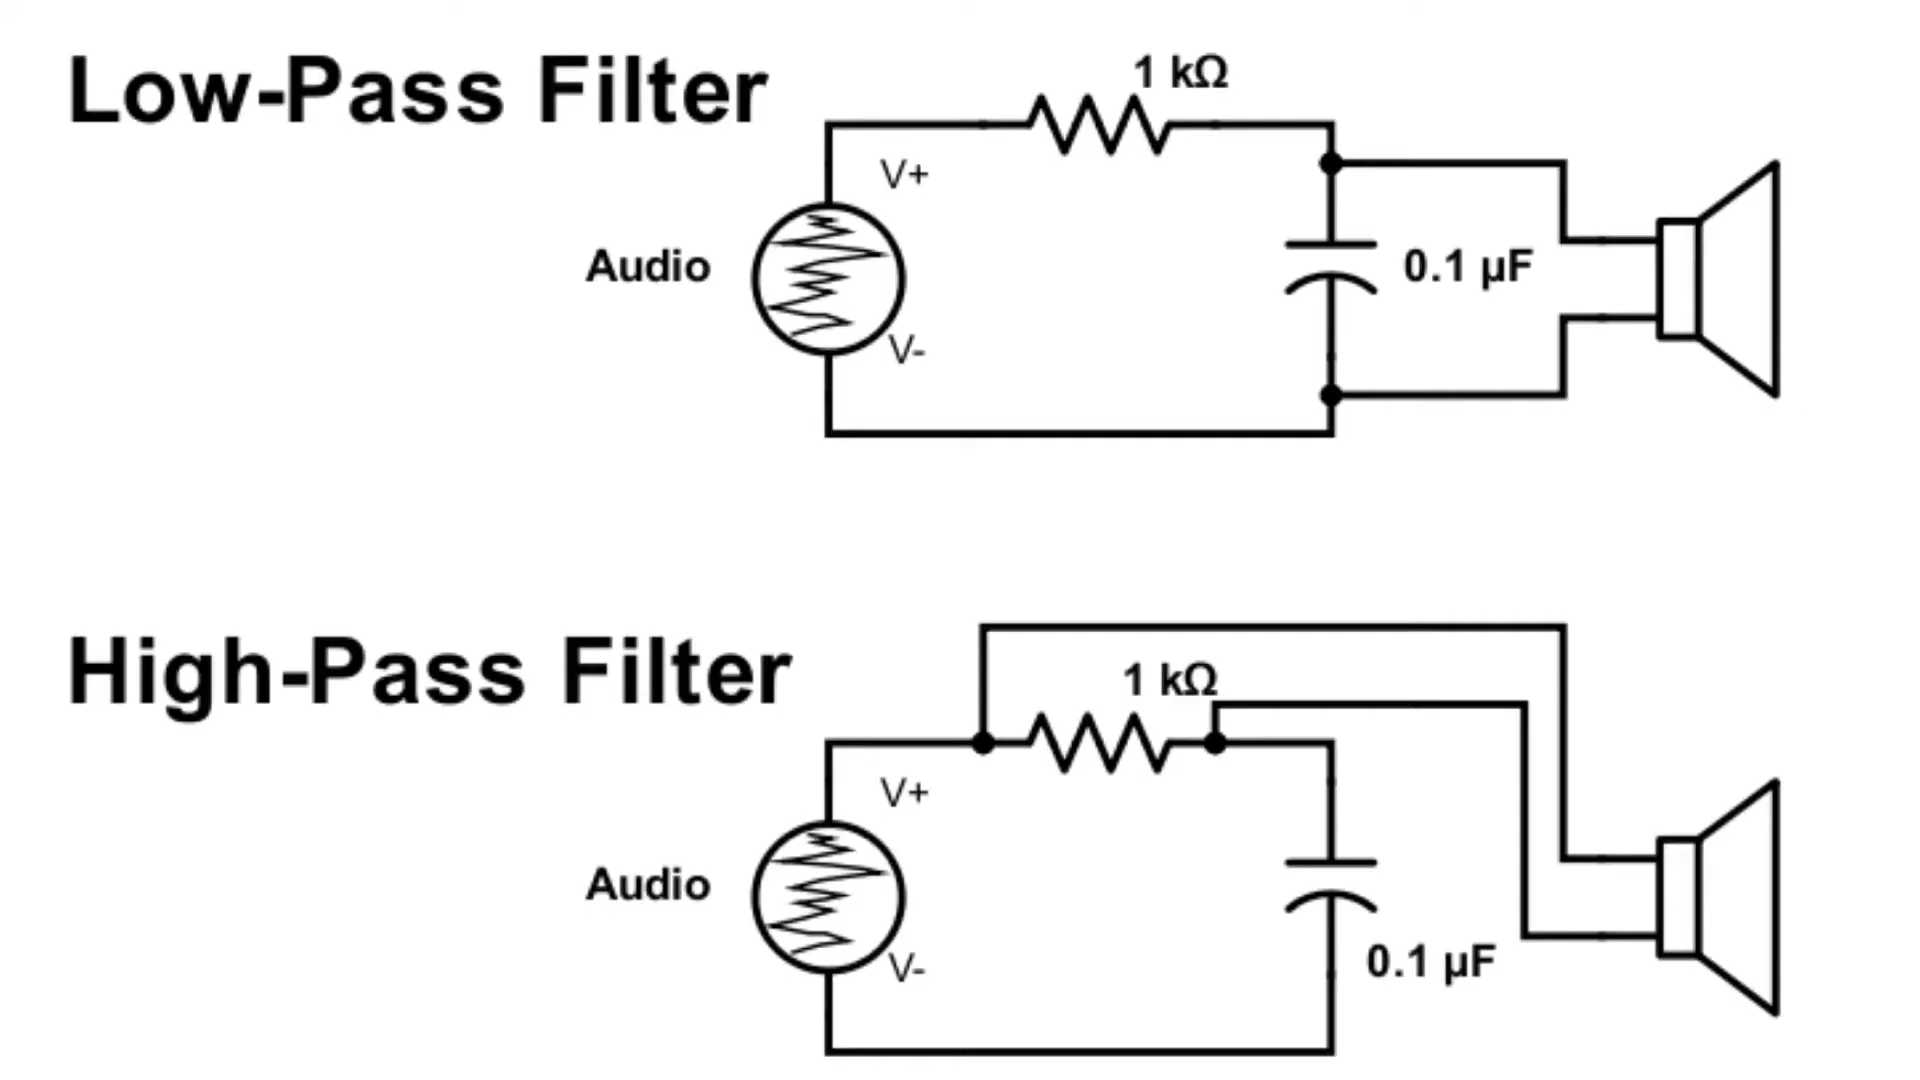 Low-Pass Filter
1 kΩ
V+
Audio
0.1 µF
V-
High-Pass Filter
1 kΩ
V+
Audio
V-
0.1 µF